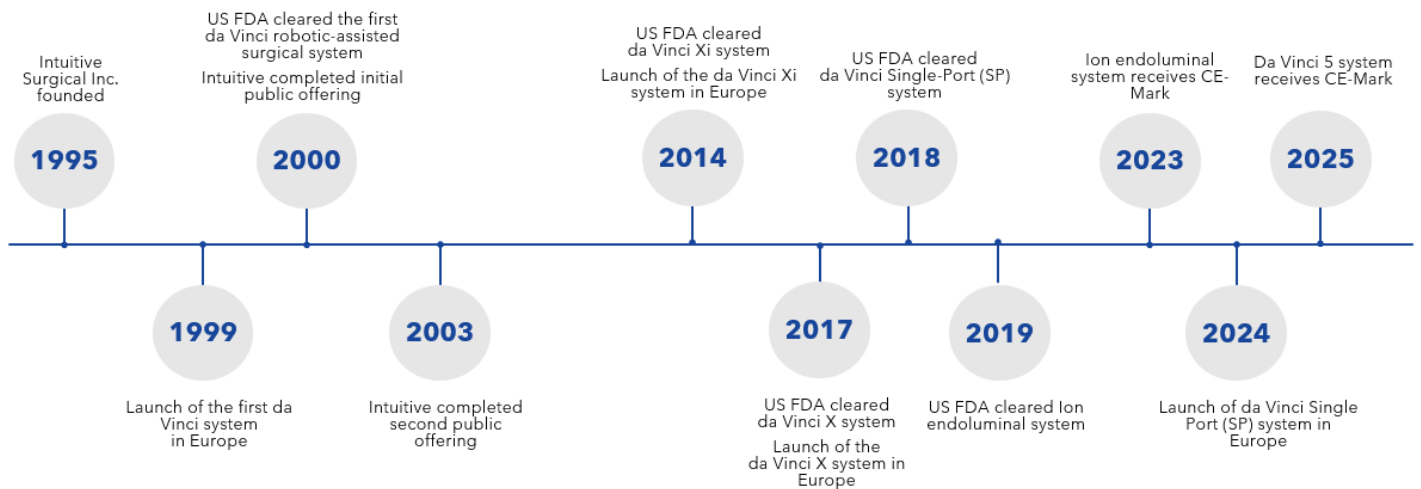 Intuitive
Surgical Inc.
founded
1995
Launch of the first da
Vinci system
in Europe
1999
US FDA cleared the first
da Vinci robotic-assisted
surgical system
Intuitive completed initial
public offering
2000
2003
Intuitive completed
second public
offering
US FDA cleared
da Vinci Xi system
Launch of the da Vinci Xi
system in Europe
2014
2017
US FDA cleared
da Vinci X system
Launch of the
da Vinci X system in
Europe
US FDA cleared
da Vinci Single-Port (SP)
system
2018
2019
US FDA cleared Ion
endoluminal system
Ion endoluminal
system receives CE-
Mark
2023
2024
Launch of da Vinci Single
Port (SP) system in
Europe
Da Vinci 5 system
receives CE-Mark
2025